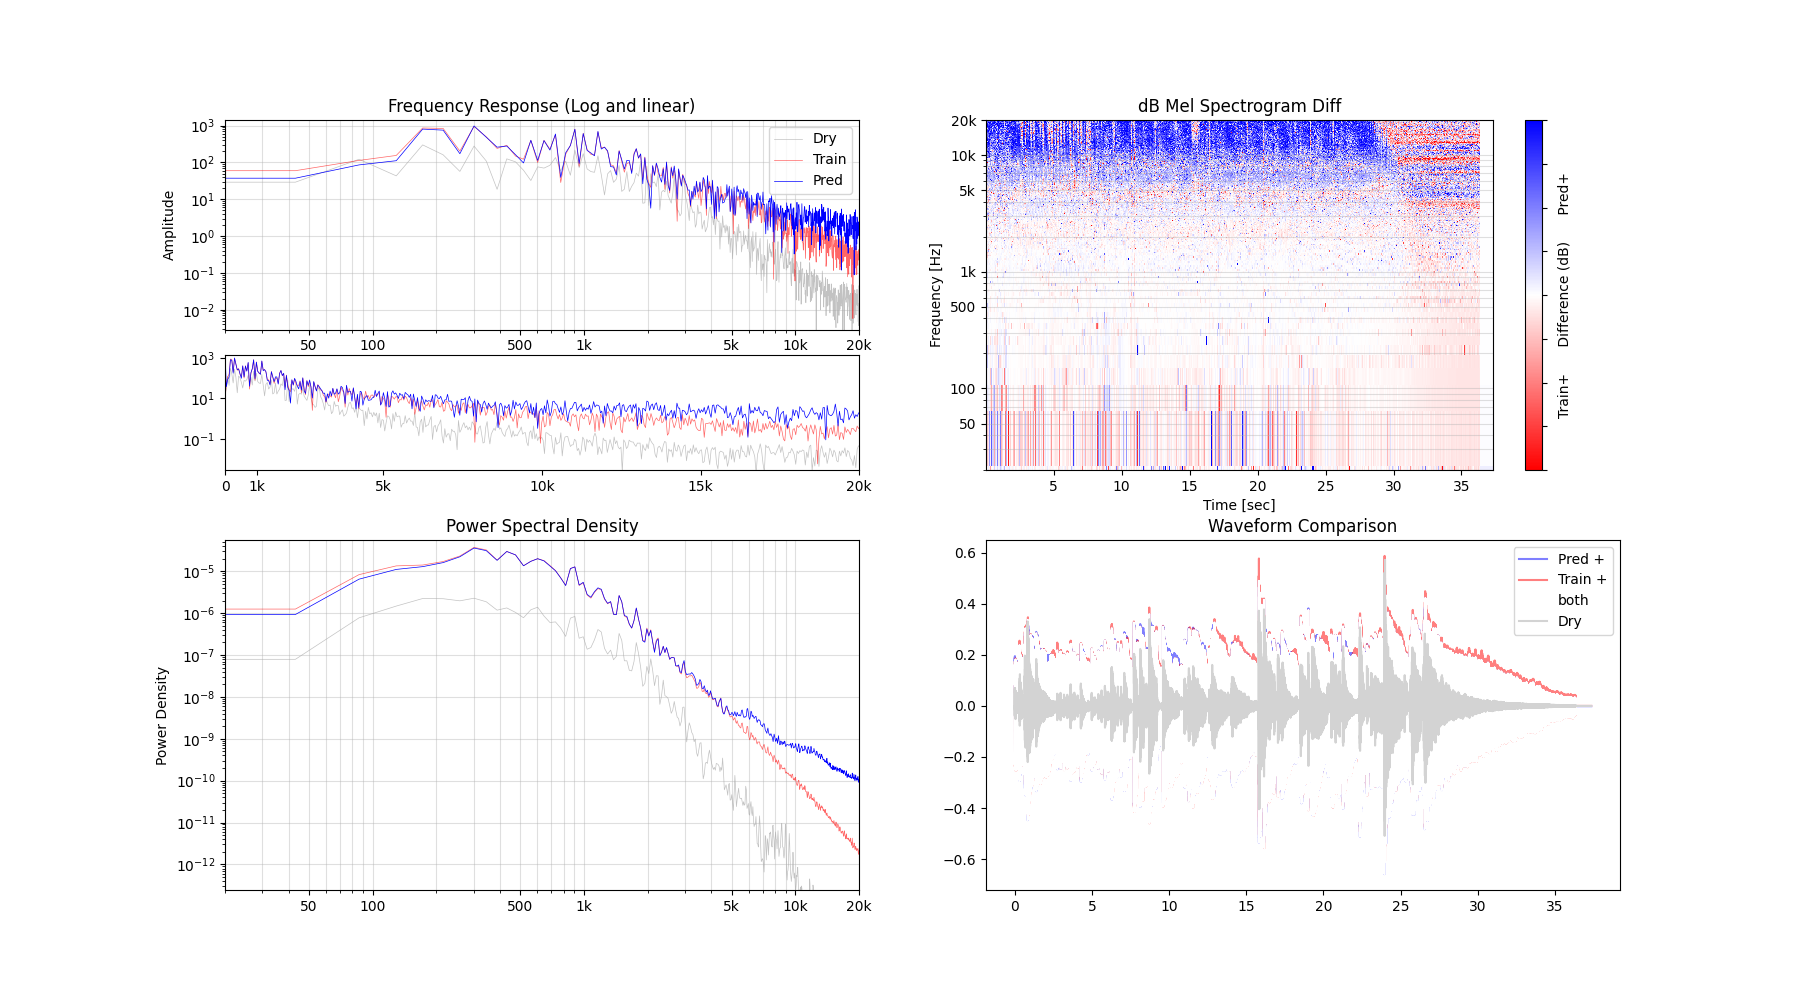 Frequency Response (Log and linear)
10³
10²
10¹
10⁰
10⁻¹
10⁻²
Amplitude
Dry
Train
Pred
50 100 500 1k 5k 10k 20k
10³
10¹
10⁻¹
0 1k 5k 10k 15k 20k
dB Mel Spectrogram Diff
20k
10k
5k
1k
500
100
50
Frequency [Hz]
5 10 15 20 25 30 35
Time [sec]
Train+ Difference (dB) Pred+
Power Spectral Density
10⁻⁵
10⁻⁶
10⁻⁷
10⁻⁸
10⁻⁹
10⁻¹⁰
10⁻¹¹
10⁻¹²
Power Density
50 100 500 1k 5k 10k 20k
Waveform Comparison
0.6
0.4
0.2
0.0
−0.2
−0.4
−0.6
Pred +
Train +
both
Dry
0 5 10 15 20 25 30 35